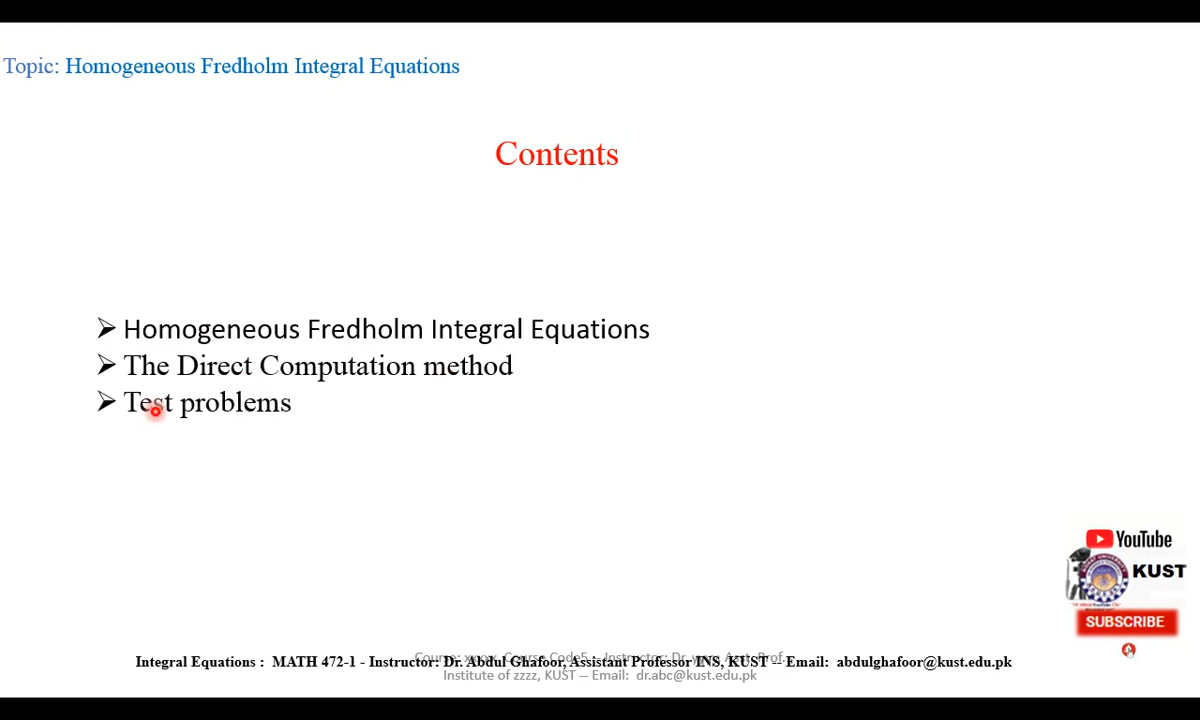 Topic: Homogeneous Fredholm Integral Equations
Contents
➢ Homogeneous Fredholm Integral Equations
➢ The Direct Computation method
➢ Test problems
YouTube
KUST
SUBSCRIBE
Integral Equations : MATH 472-1 - Instructor: Dr. Abdul Ghafoor, Assistant Professor INS, KUST -- Email: abdulghafoor@kust.edu.pk
Institute of zzzz, KUST -- Email: dr.abc@kust.edu.pk